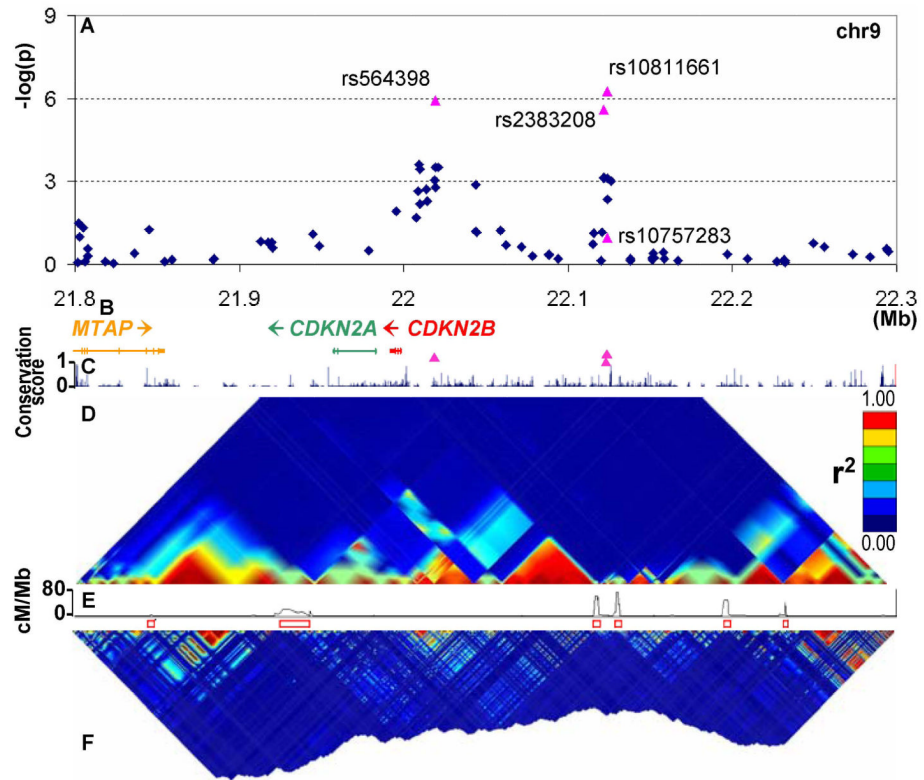 A
chr9
-log(p)
9
6
3
0
rs564398
rs10811661
rs2383208
rs10757283
21.8
21.9
22
22.1
22.2
22.3
(Mb)
B
MTAP →
← CDKN2A
← CDKN2B
C
Conservation
score
1
0
D
r²
1.00
0.00
E
cM/Mb
80
0
F